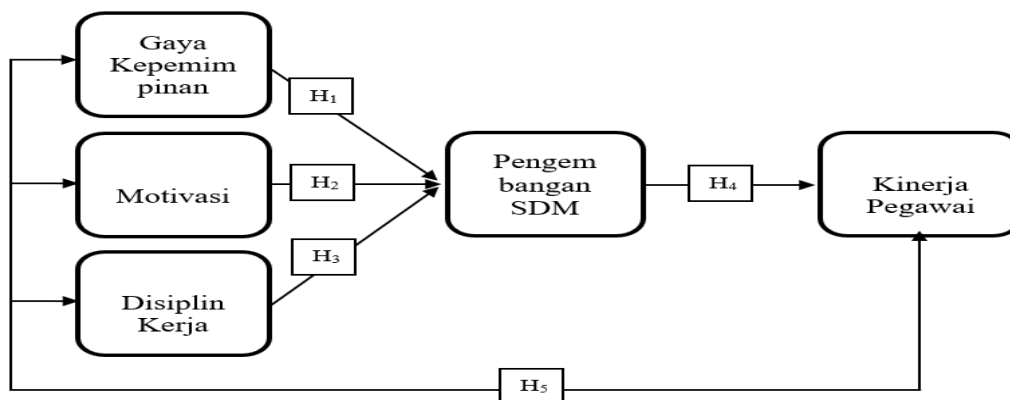 Gaya
Kepemim
pinan
H₁
Motivasi
H₂
Disiplin
Kerja
H₃
Pengem
bangan
SDM
H₄
Kinerja
Pegawai
H₅